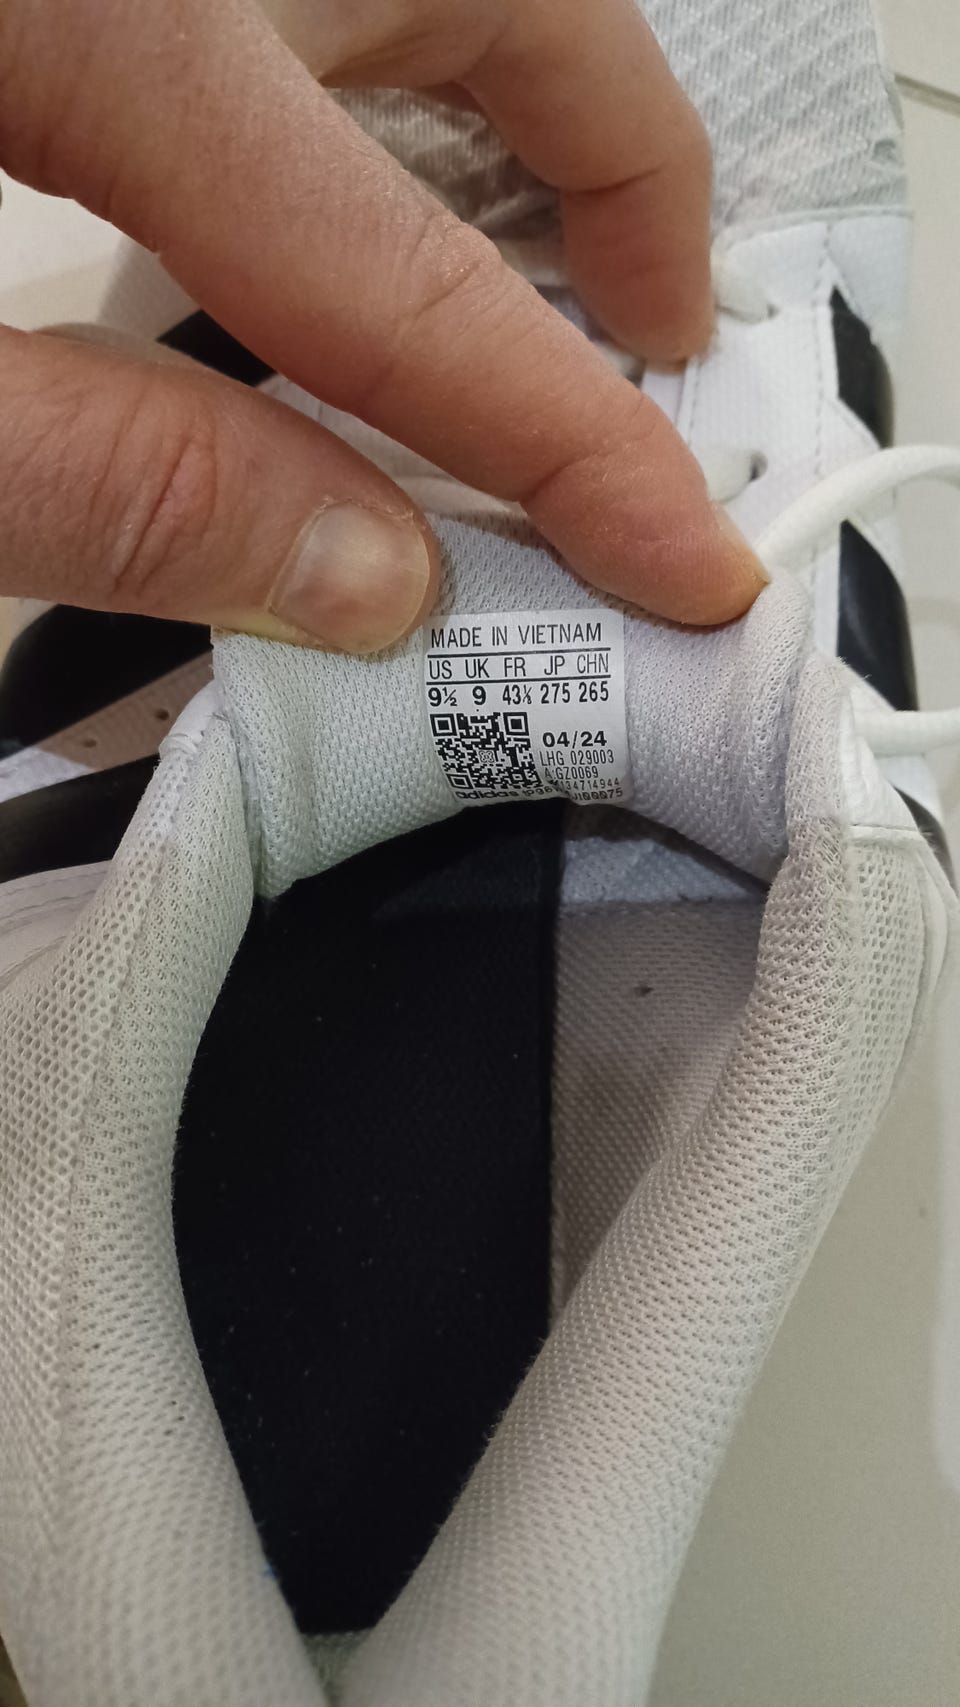 MADE IN VIETNAM
US UK FR JP CHN
9½ 9 43⅓ 275 265
04/24
LHG 029003
A:GZ0069
134714944
adidas